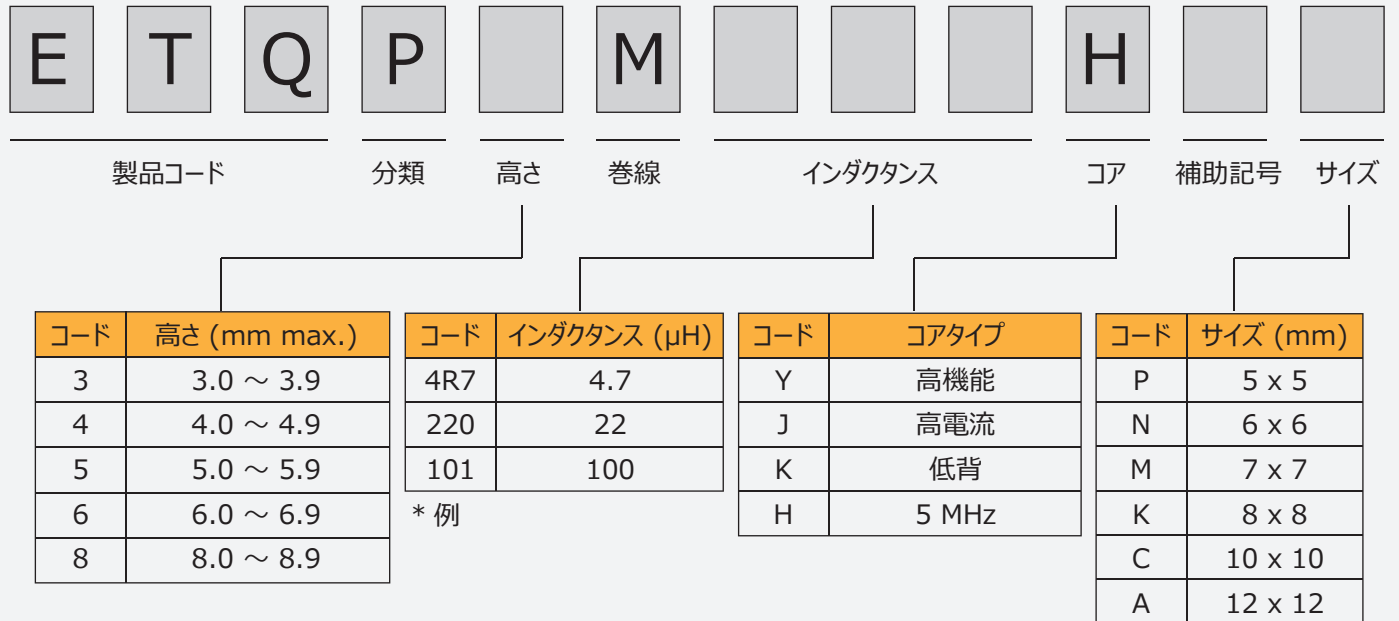 E T Q P M H
製品コード 分類 高さ 巻線 インダクタンス コア 補助記号 サイズ
コード 高さ (mm max.)
3 3.0 ～ 3.9
4 4.0 ～ 4.9
5 5.0 ～ 5.9
6 6.0 ～ 6.9
8 8.0 ～ 8.9
コード インダクタンス (μH)
4R7 4.7
220 22
101 100
* 例
コード コアタイプ
Y 高機能
J 高電流
K 低背
H 5 MHz
コード サイズ (mm)
P 5 x 5
N 6 x 6
M 7 x 7
K 8 x 8
C 10 x 10
A 12 x 12